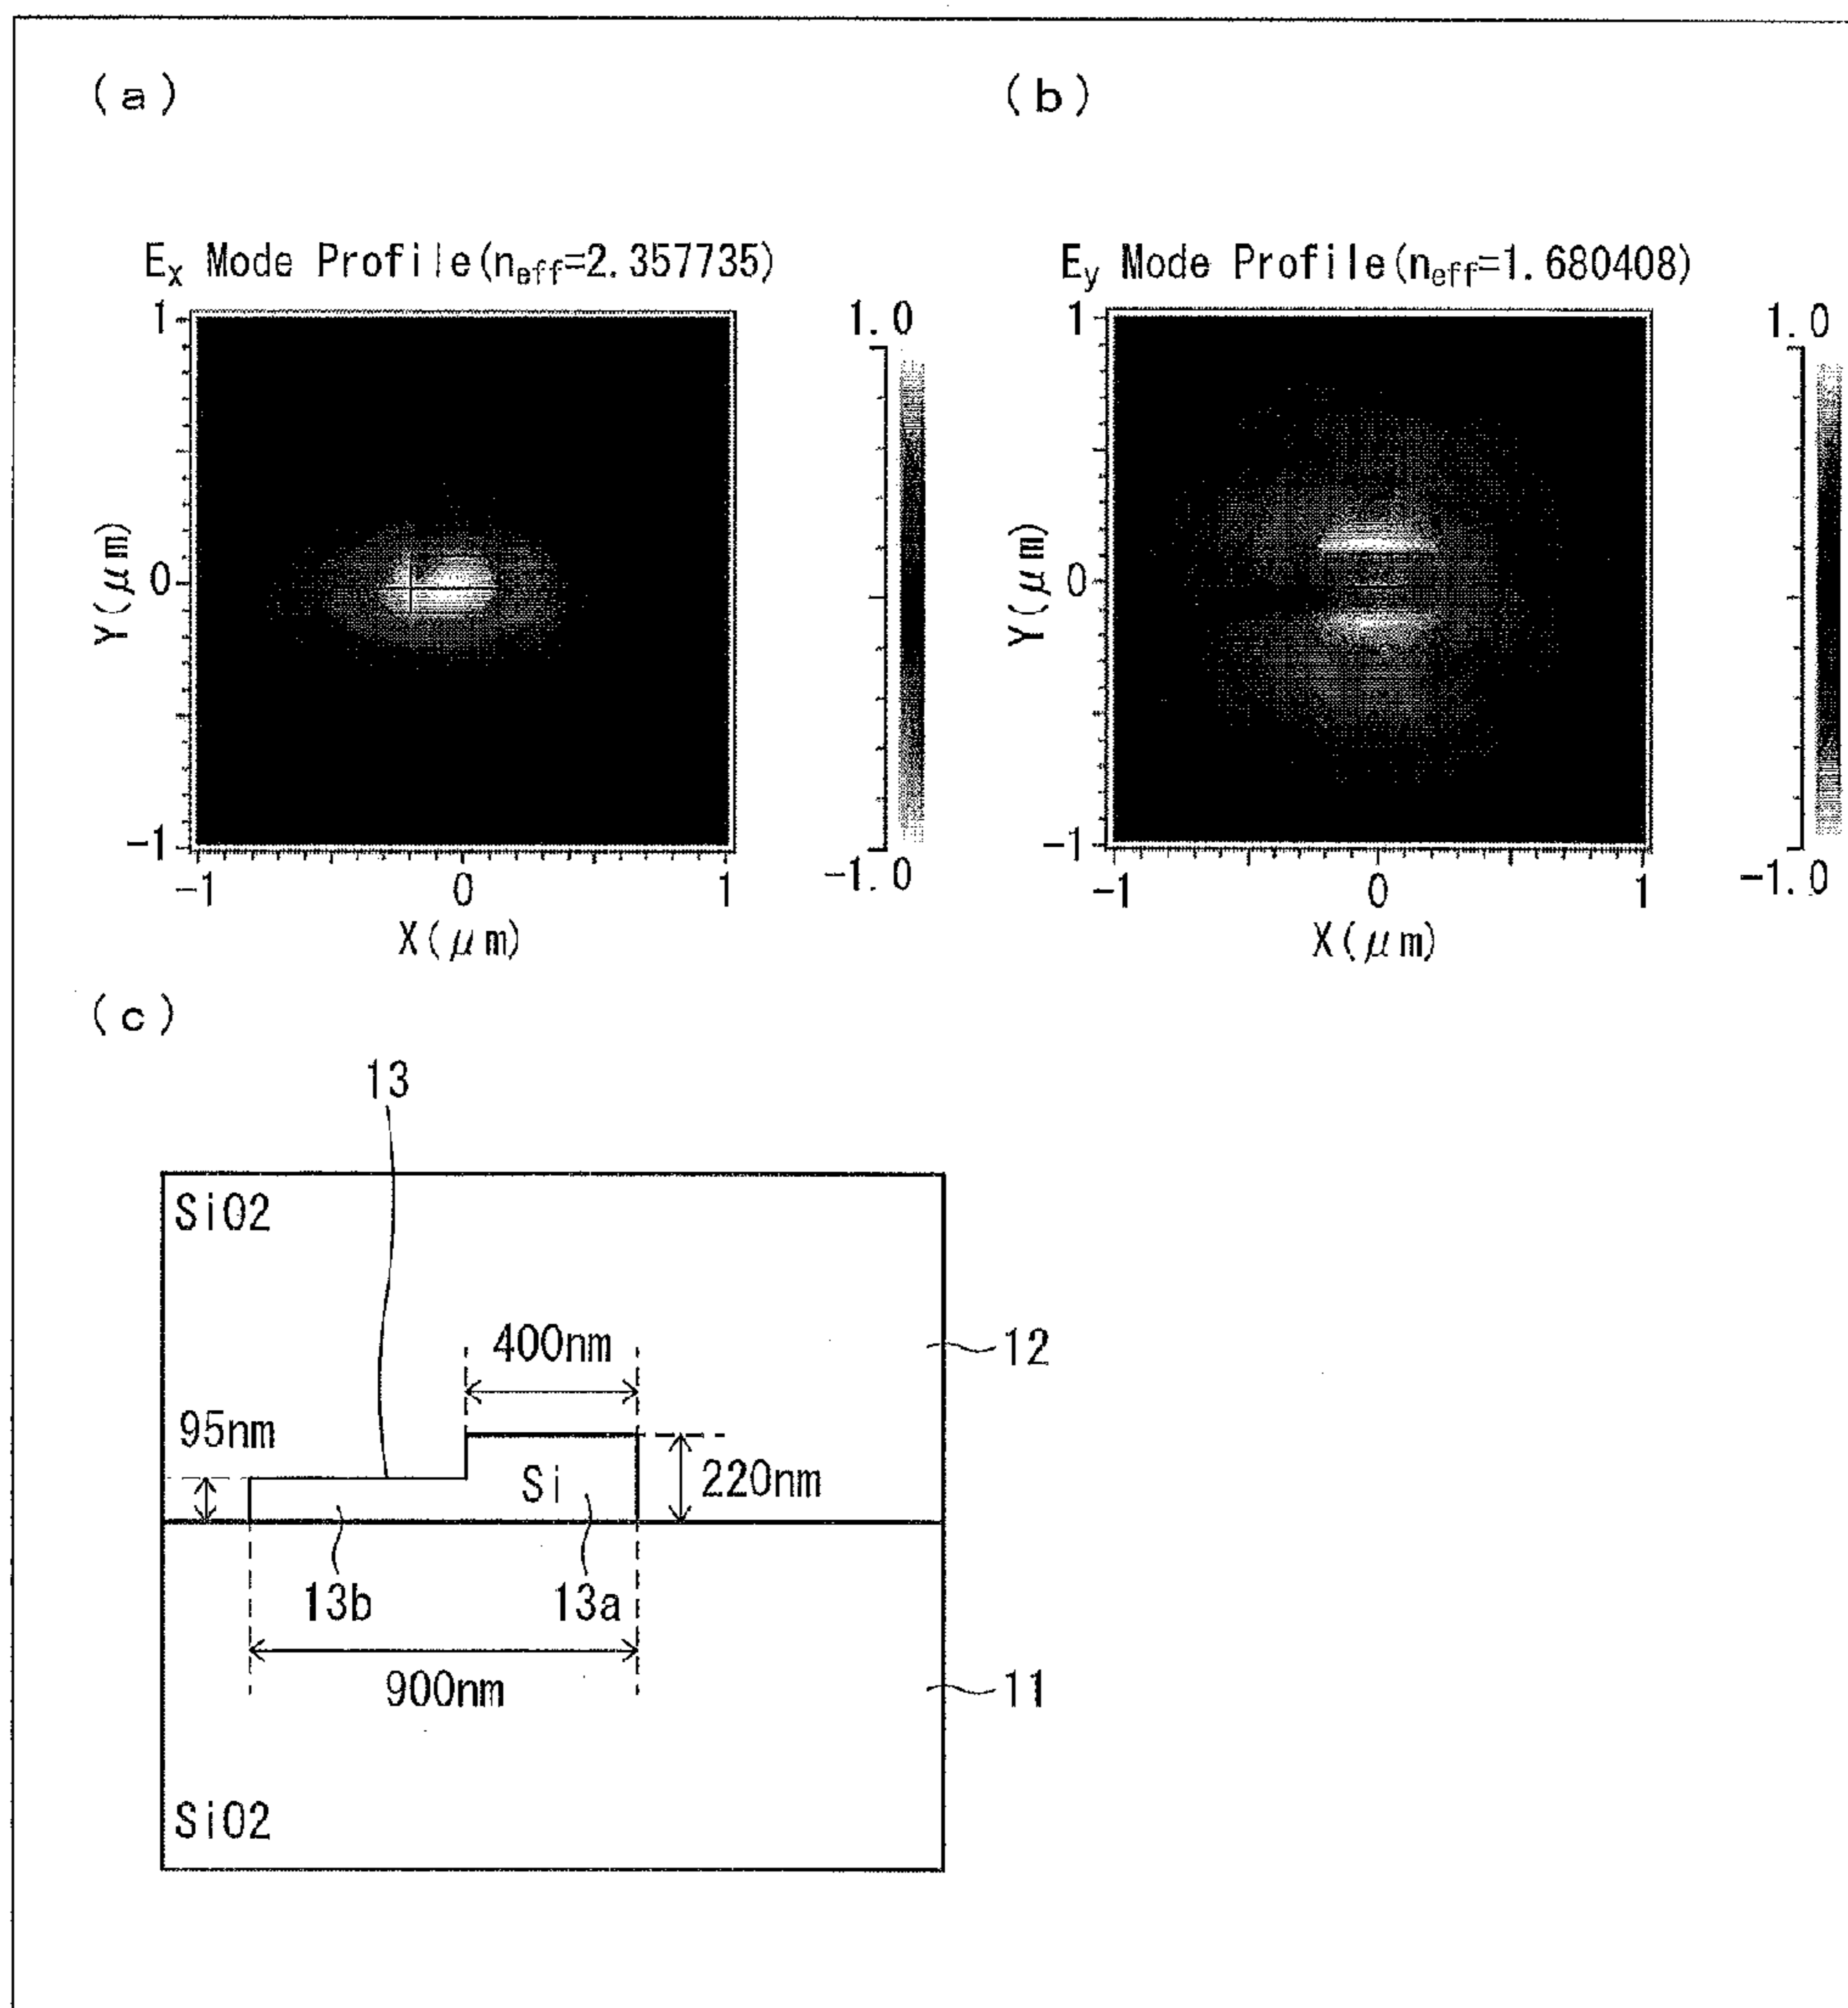 (a)
(b)
Ex Mode Profile(neff=2.357735)
Ey Mode Profile(neff=1.680408)
1
1.0
1
1.0
Y(μm)
0
Y(μm)
0
-1
-1.0
-1
-1.0
-1
0
1
-1
0
1
X(μm)
X(μm)
(c)
13
SiO2
400nm
12
95nm
Si
220nm
13b
13a
900nm
11
SiO2